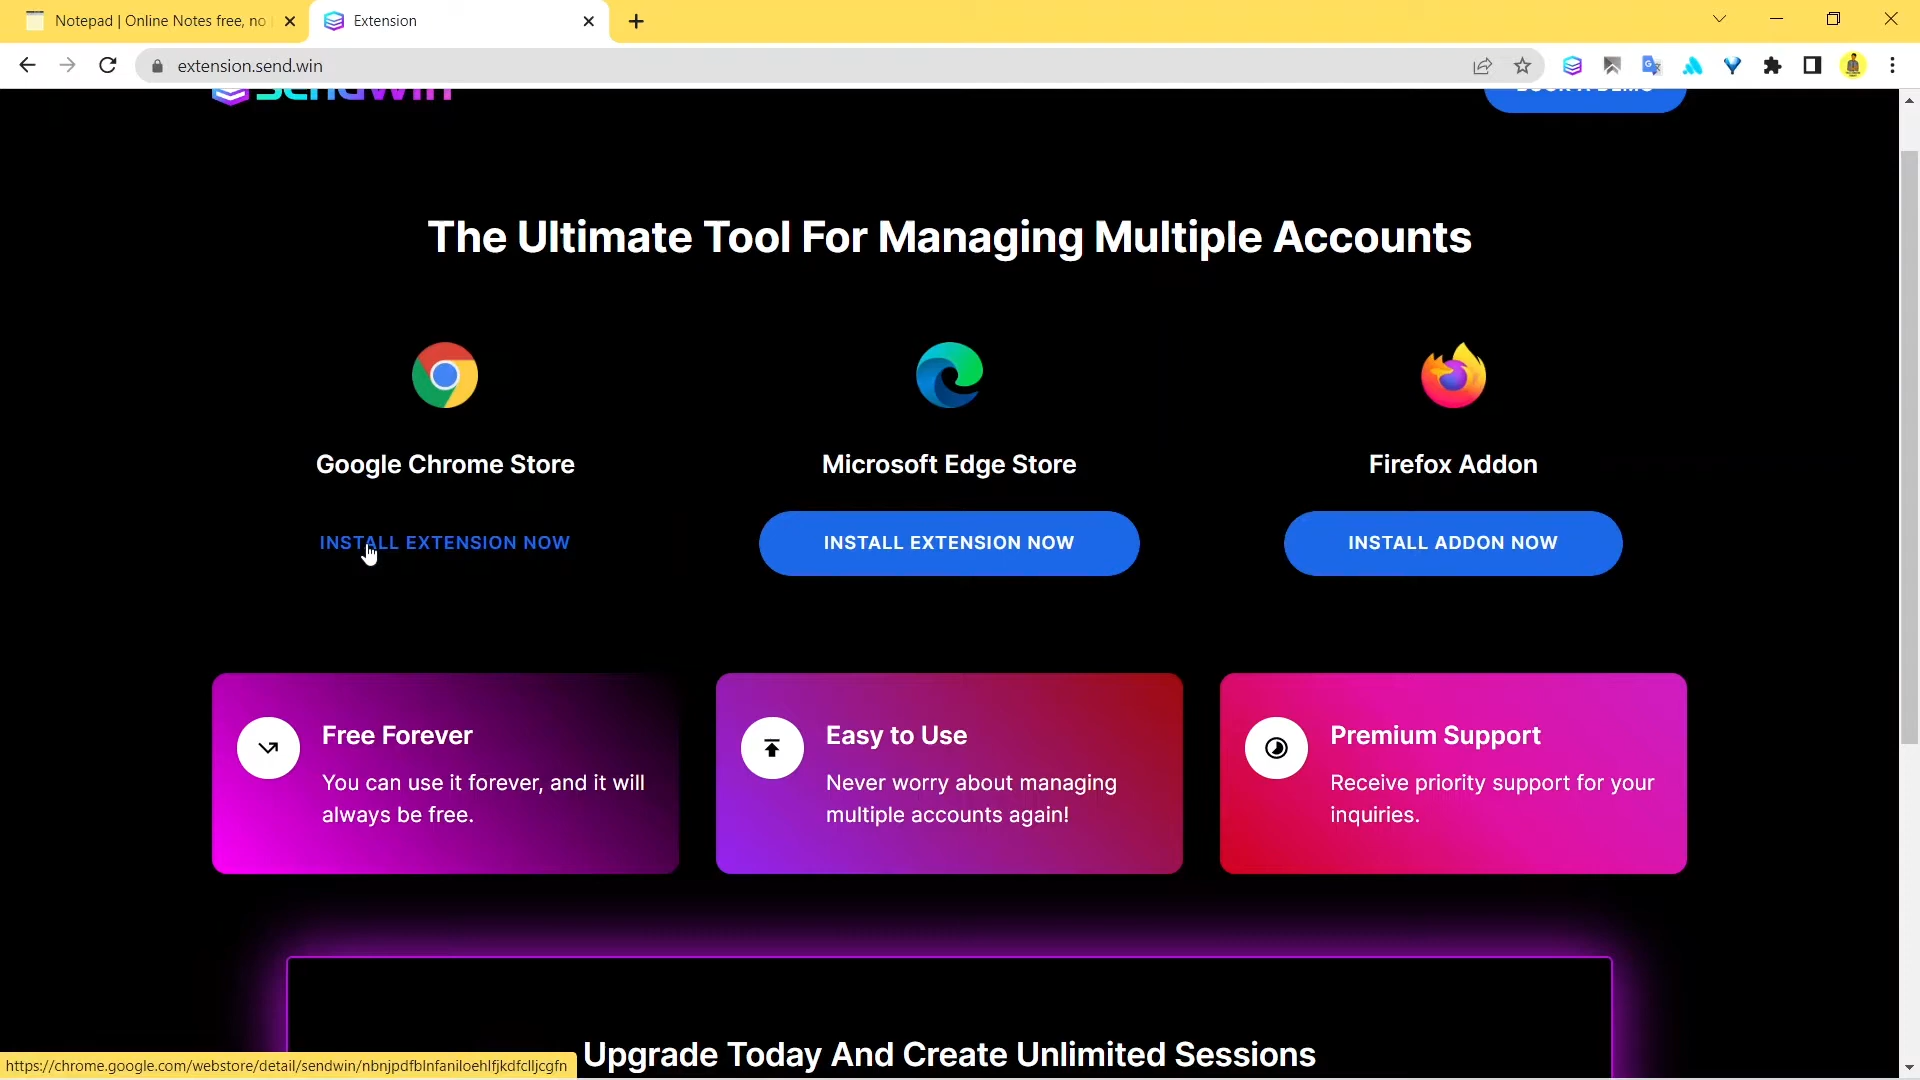 Notepad | Online Notes free, no
Extension
extension.send.win
sendwin
BOOK A DEMO
The Ultimate Tool For Managing Multiple Accounts
Google Chrome Store
Microsoft Edge Store
Firefox Addon
INSTALL EXTENSION NOW
INSTALL EXTENSION NOW
INSTALL ADDON NOW
Free Forever
You can use it forever, and it will
always be free.
Easy to Use
Never worry about managing
multiple accounts again!
Premium Support
Receive priority support for your
inquiries.
Upgrade Today And Create Unlimited Sessions
https://chrome.google.com/webstore/detail/sendwin/nbnjpdfblnfaniloehlfjkdfclljcgfn